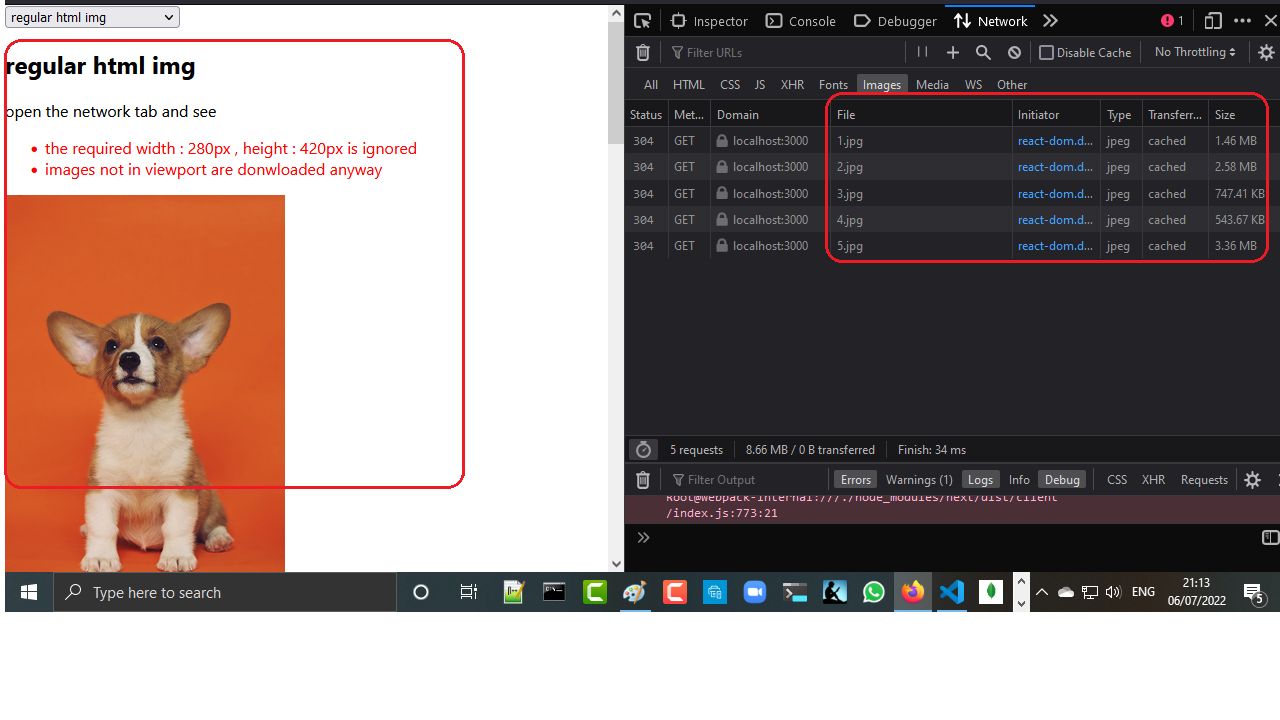 regular html img
regular html img
open the network tab and see
the required width : 280px , height : 420px is ignored
images not in viewport are donwloaded anyway
Inspector Console Debugger Network 1
Filter URLs Disable Cache No Throttling
All HTML CSS JS XHR Fonts Images Media WS Other
Status Met... Domain File Initiator Type Transferr... Size
304 GET localhost:3000 1.jpg react-dom.d... jpeg cached 1.46 MB
304 GET localhost:3000 2.jpg react-dom.d... jpeg cached 2.58 MB
304 GET localhost:3000 3.jpg react-dom.d... jpeg cached 747.41 KB
304 GET localhost:3000 4.jpg react-dom.d... jpeg cached 543.67 KB
304 GET localhost:3000 5.jpg react-dom.d... jpeg cached 3.36 MB
5 requests 8.66 MB / 0 B transferred Finish: 34 ms
Filter Output Errors Warnings (1) Logs Info Debug CSS XHR Requests
Root@webpack-internal:///./node_modules/next/dist/client
/index.js:773:21
Type here to search ENG 21:13
06/07/2022 5